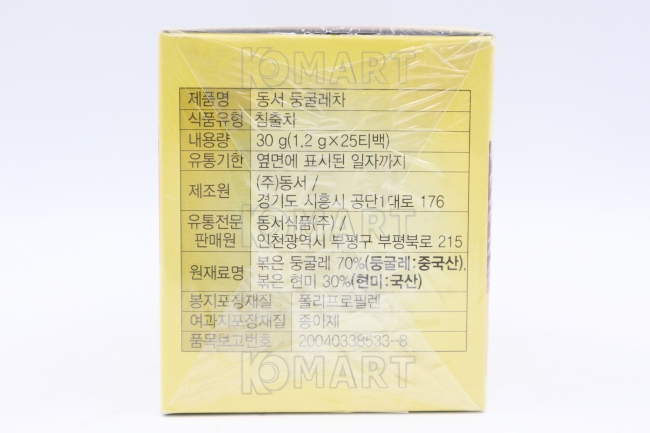 KOMART
제품명 동서 둥굴레차
식품유형 침출차
내용량 30 g(1.2 g×25티백)
유통기한 옆면에 표시된 일자까지
제조원 (주)동서 /
경기도 시흥시 공단1대로 176
유통전문 판매원 동서식품(주) /
인천광역시 부평구 부평북로 215
KOMART
원재료명 볶은 둥굴레 70%(둥굴레:중국산),
볶은 현미 30%(현미:국산)
봉지포장재질 폴리프로필렌
여과지포장재질 종이제
품목보고번호 20040338533-8
KOMART